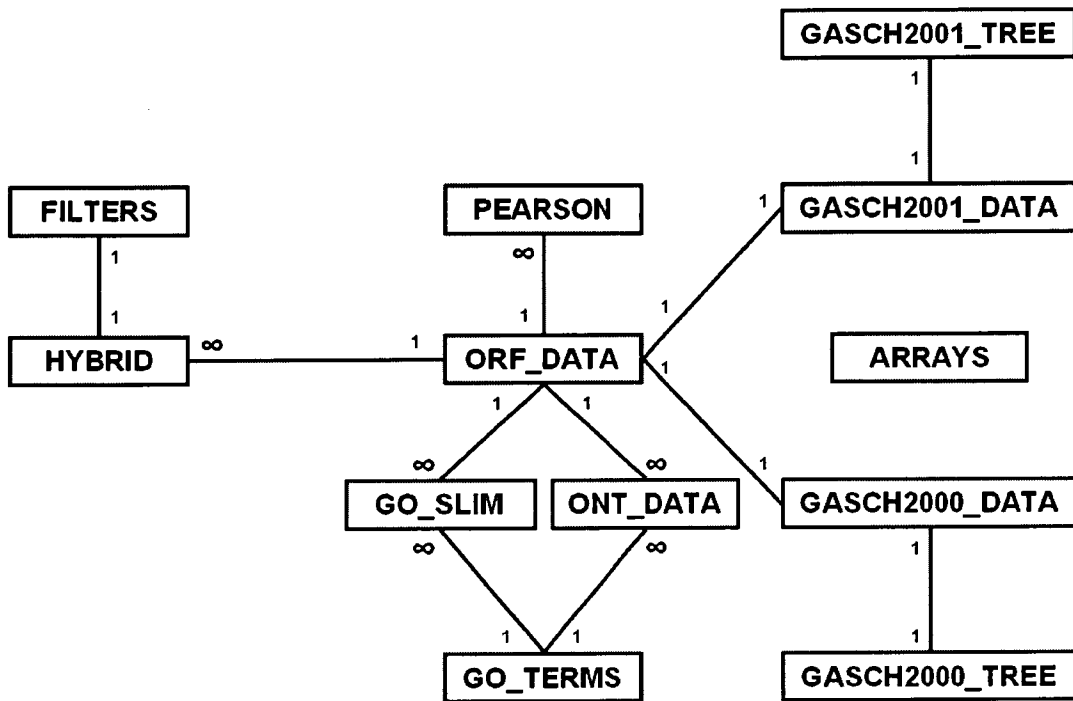 GASCH2001_TREE
1
1
FILTERS
PEARSON
GASCH2001_DATA
1
∞
1
1
1
1
1
HYBRID
∞
1
ORF_DATA
1
ARRAYS
1
1
1
∞
∞
GO_SLIM
ONT_DATA
GASCH2000_DATA
∞
∞
1
1
1
1
GO_TERMS
GASCH2000_TREE